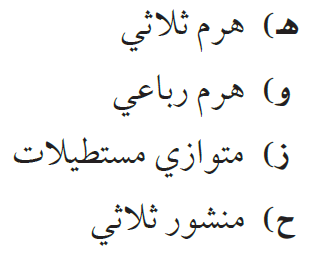 هـ) هرم ثلاثي
و) هرم رباعي
ز) متوازي مستطيلات
ح) منشور ثلاثي